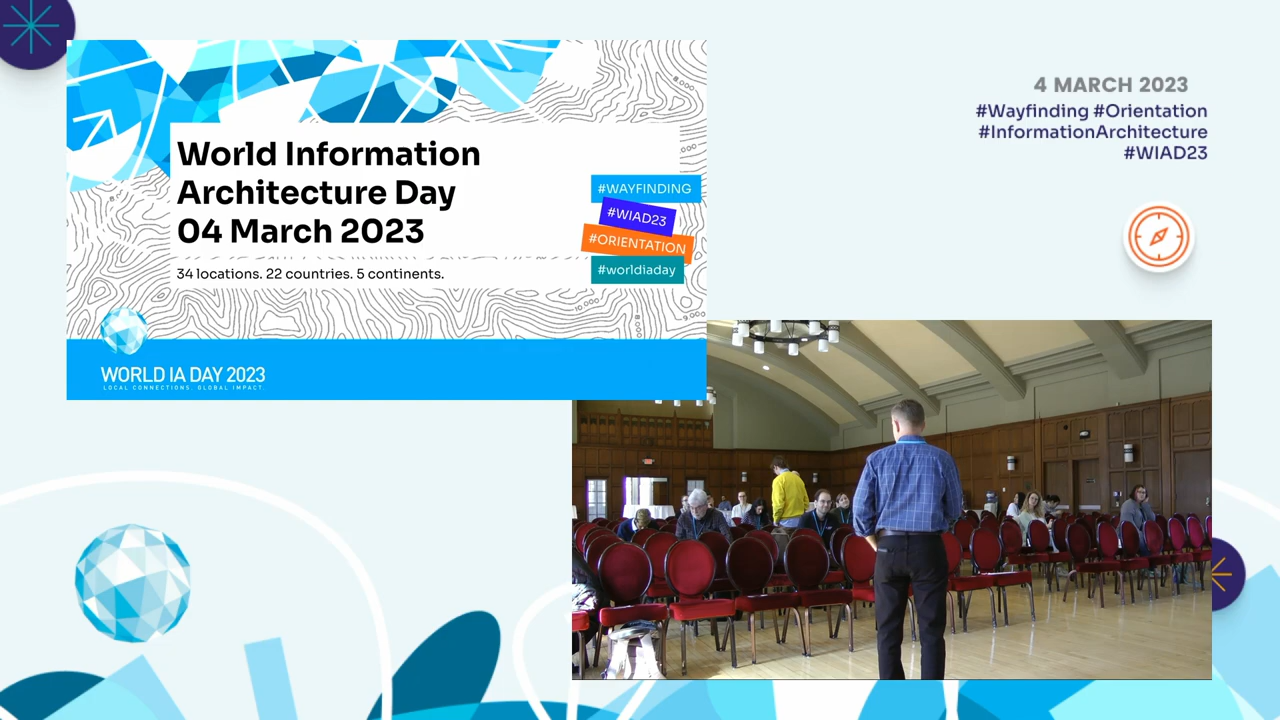 World Information
Architecture Day
04 March 2023
34 locations. 22 countries. 5 continents.
#WAYFINDING
#WIAD23
#ORIENTATION
#worldiaday
WORLD IA DAY 2023
LOCAL CONNECTIONS. GLOBAL IMPACT.
4 MARCH 2023
#Wayfinding #Orientation
#InformationArchitecture
#WIAD23